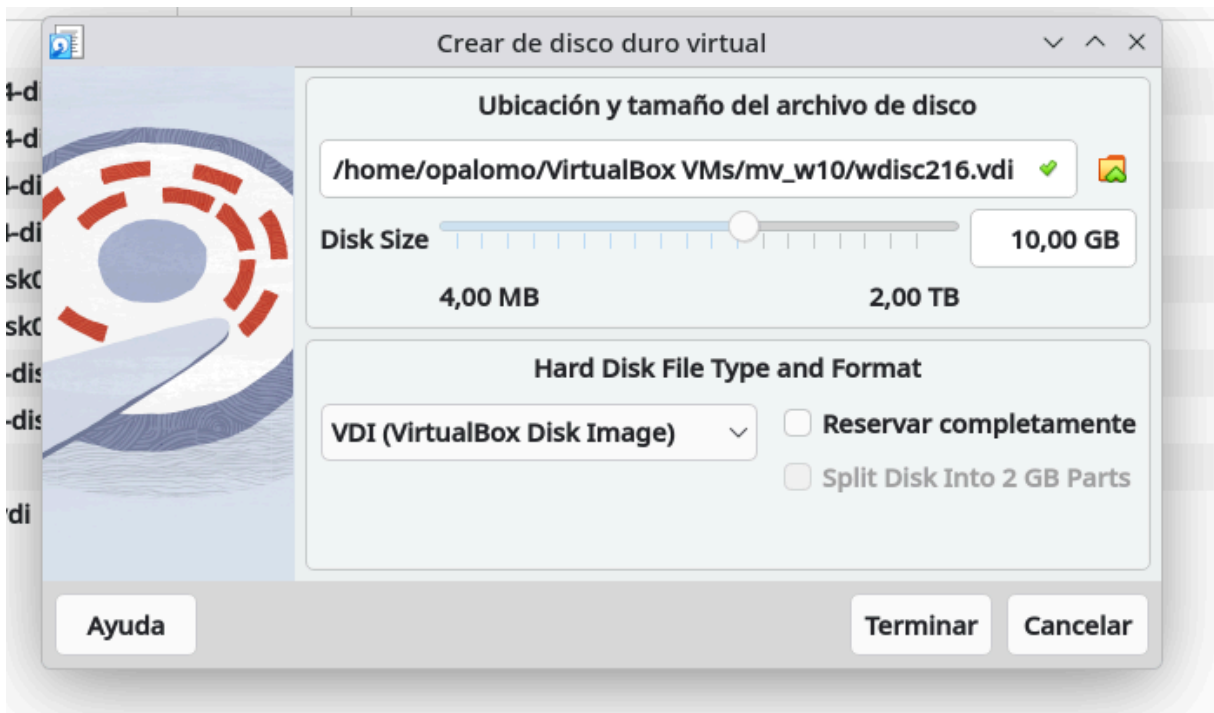 Crear de disco duro virtual
Ubicación y tamaño del archivo de disco
/home/opalomo/VirtualBox VMs/mv_w10/wdisc216.vdi
Disk Size
10,00 GB
4,00 MB 2,00 TB
Hard Disk File Type and Format
VDI (VirtualBox Disk Image)
Reservar completamente
Split Disk Into 2 GB Parts
Ayuda Terminar Cancelar